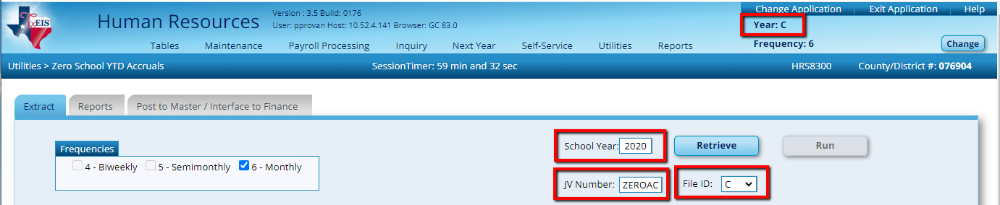 TxEIS
Human Resources
Version : 3.5 Build: 0176
User: pprovan Host: 10.52.4.141 Browser: GC 83.0
Change Application Exit Application Help
Year: C
Frequency: 6 Change
Tables Maintenance Payroll Processing Inquiry Next Year Self-Service Utilities Reports
Utilities > Zero School YTD Accruals SessionTimer: 59 min and 32 sec HRS8300 County/District #: 076904
Extract Reports Post to Master / Interface to Finance
School Year: 2020 Retrieve Run
Frequencies
4 - Biweekly 5 - Semimonthly 6 - Monthly
JV Number: ZEROAC File ID: C